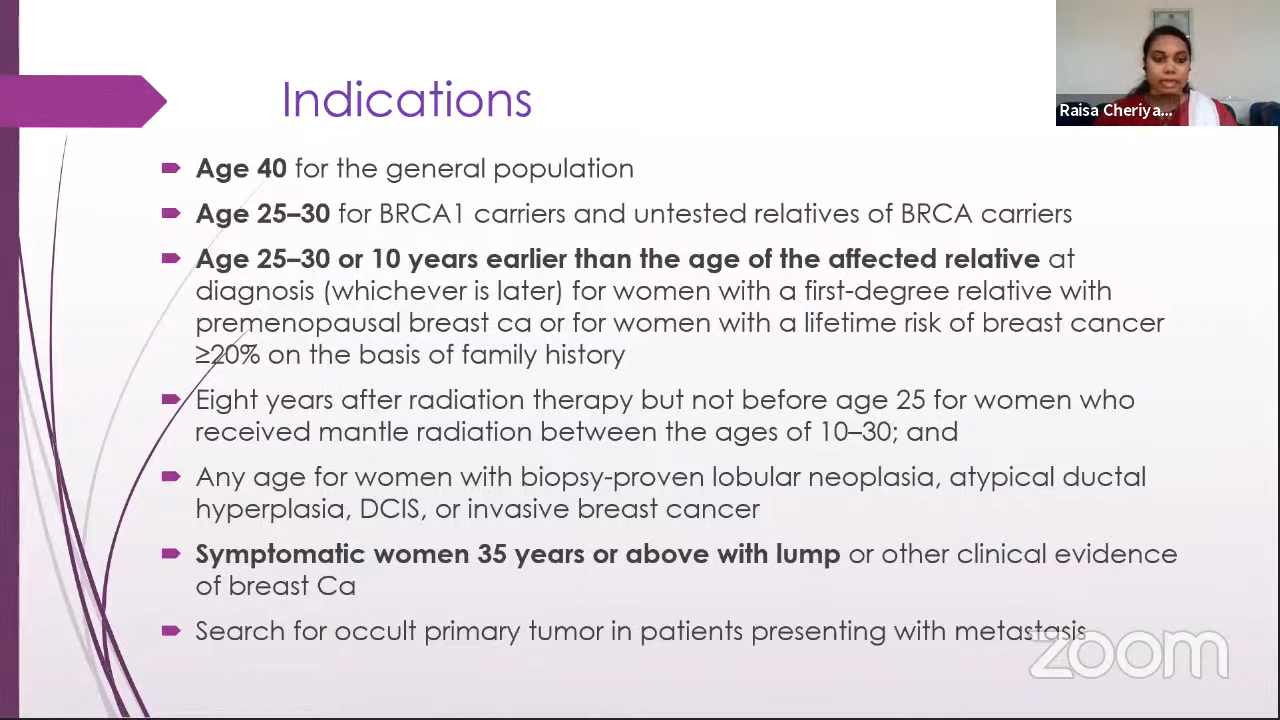 Indications
Raisa Cheriya...
Age 40 for the general population
Age 25–30 for BRCA1 carriers and untested relatives of BRCA carriers
Age 25–30 or 10 years earlier than the age of the affected relative at
diagnosis (whichever is later) for women with a first-degree relative with
premenopausal breast ca or for women with a lifetime risk of breast cancer
≥20% on the basis of family history
Eight years after radiation therapy but not before age 25 for women who
received mantle radiation between the ages of 10–30; and
Any age for women with biopsy-proven lobular neoplasia, atypical ductal
hyperplasia, DCIS, or invasive breast cancer
Symptomatic women 35 years or above with lump or other clinical evidence
of breast Ca
Search for occult primary tumor in patients presenting with metastasis
zoom